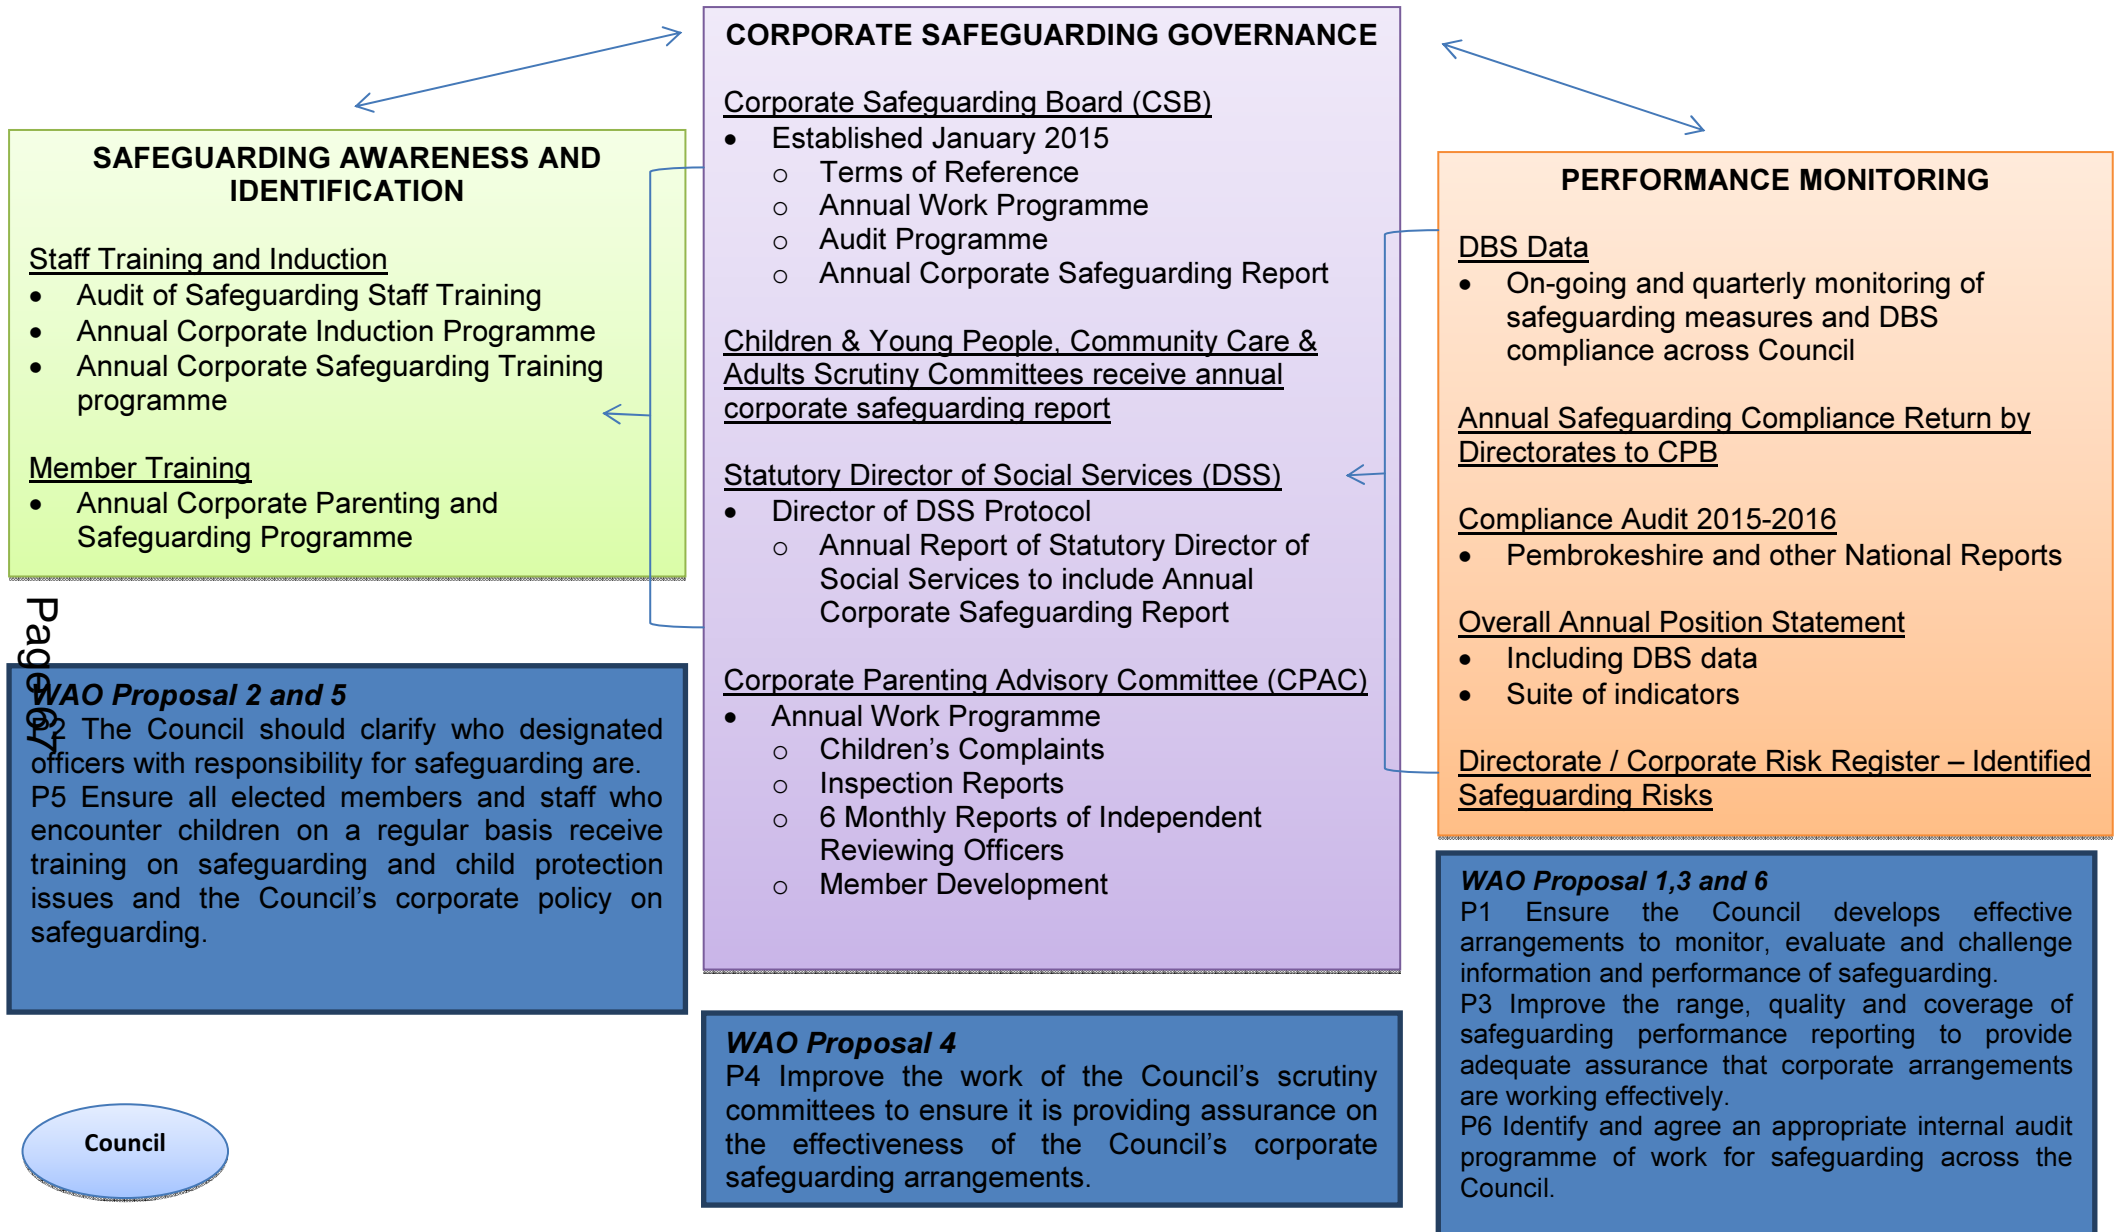 SAFEGUARDING AWARENESS AND
IDENTIFICATION
Staff Training and Induction
• Audit of Safeguarding Staff Training
• Annual Corporate Induction Programme
• Annual Corporate Safeguarding Training
programme
Member Training
• Annual Corporate Parenting and
Safeguarding Programme
Page 67
WAO Proposal 2 and 5
P2 The Council should clarify who designated
officers with responsibility for safeguarding are.
P5 Ensure all elected members and staff who
encounter children on a regular basis receive
training on safeguarding and child protection
issues and the Council’s corporate policy on
safeguarding.
Council
CORPORATE SAFEGUARDING GOVERNANCE
Corporate Safeguarding Board (CSB)
• Established January 2015
o Terms of Reference
o Annual Work Programme
o Audit Programme
o Annual Corporate Safeguarding Report
Children & Young People, Community Care &
Adults Scrutiny Committees receive annual
corporate safeguarding report
Statutory Director of Social Services (DSS)
• Director of DSS Protocol
o Annual Report of Statutory Director of
Social Services to include Annual
Corporate Safeguarding Report
Corporate Parenting Advisory Committee (CPAC)
• Annual Work Programme
o Children’s Complaints
o Inspection Reports
o 6 Monthly Reports of Independent
Reviewing Officers
o Member Development
WAO Proposal 4
P4 Improve the work of the Council’s scrutiny
committees to ensure it is providing assurance on
the effectiveness of the Council’s corporate
safeguarding arrangements.
PERFORMANCE MONITORING
DBS Data
• On-going and quarterly monitoring of
safeguarding measures and DBS
compliance across Council
Annual Safeguarding Compliance Return by
Directorates to CPB
Compliance Audit 2015-2016
• Pembrokeshire and other National Reports
Overall Annual Position Statement
• Including DBS data
• Suite of indicators
Directorate / Corporate Risk Register – Identified
Safeguarding Risks
WAO Proposal 1,3 and 6
P1 Ensure the Council develops effective
arrangements to monitor, evaluate and challenge
information and performance of safeguarding.
P3 Improve the range, quality and coverage of
safeguarding performance reporting to provide
adequate assurance that corporate arrangements
are working effectively.
P6 Identify and agree an appropriate internal audit
programme of work for safeguarding across the
Council.